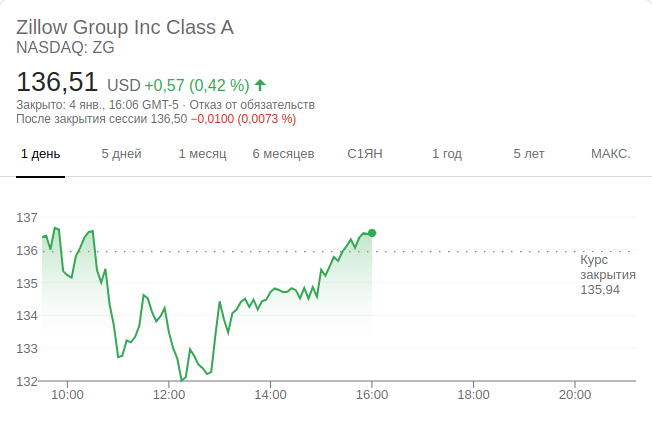 Zillow Group Inc Class A
NASDAQ: ZG
136,51 USD +0,57 (0,42 %)
Закрыто: 4 янв., 16:06 GMT-5 · Отказ от обязательств
После закрытия сессии 136,50 −0,0100 (0,0073 %)
1 день 5 дней 1 месяц 6 месяцев С1ЯН 1 год 5 лет МАКС.
137
136
135
134
133
132
Курс
закрытия
135,94
10:00 12:00 14:00 16:00 18:00 20:00